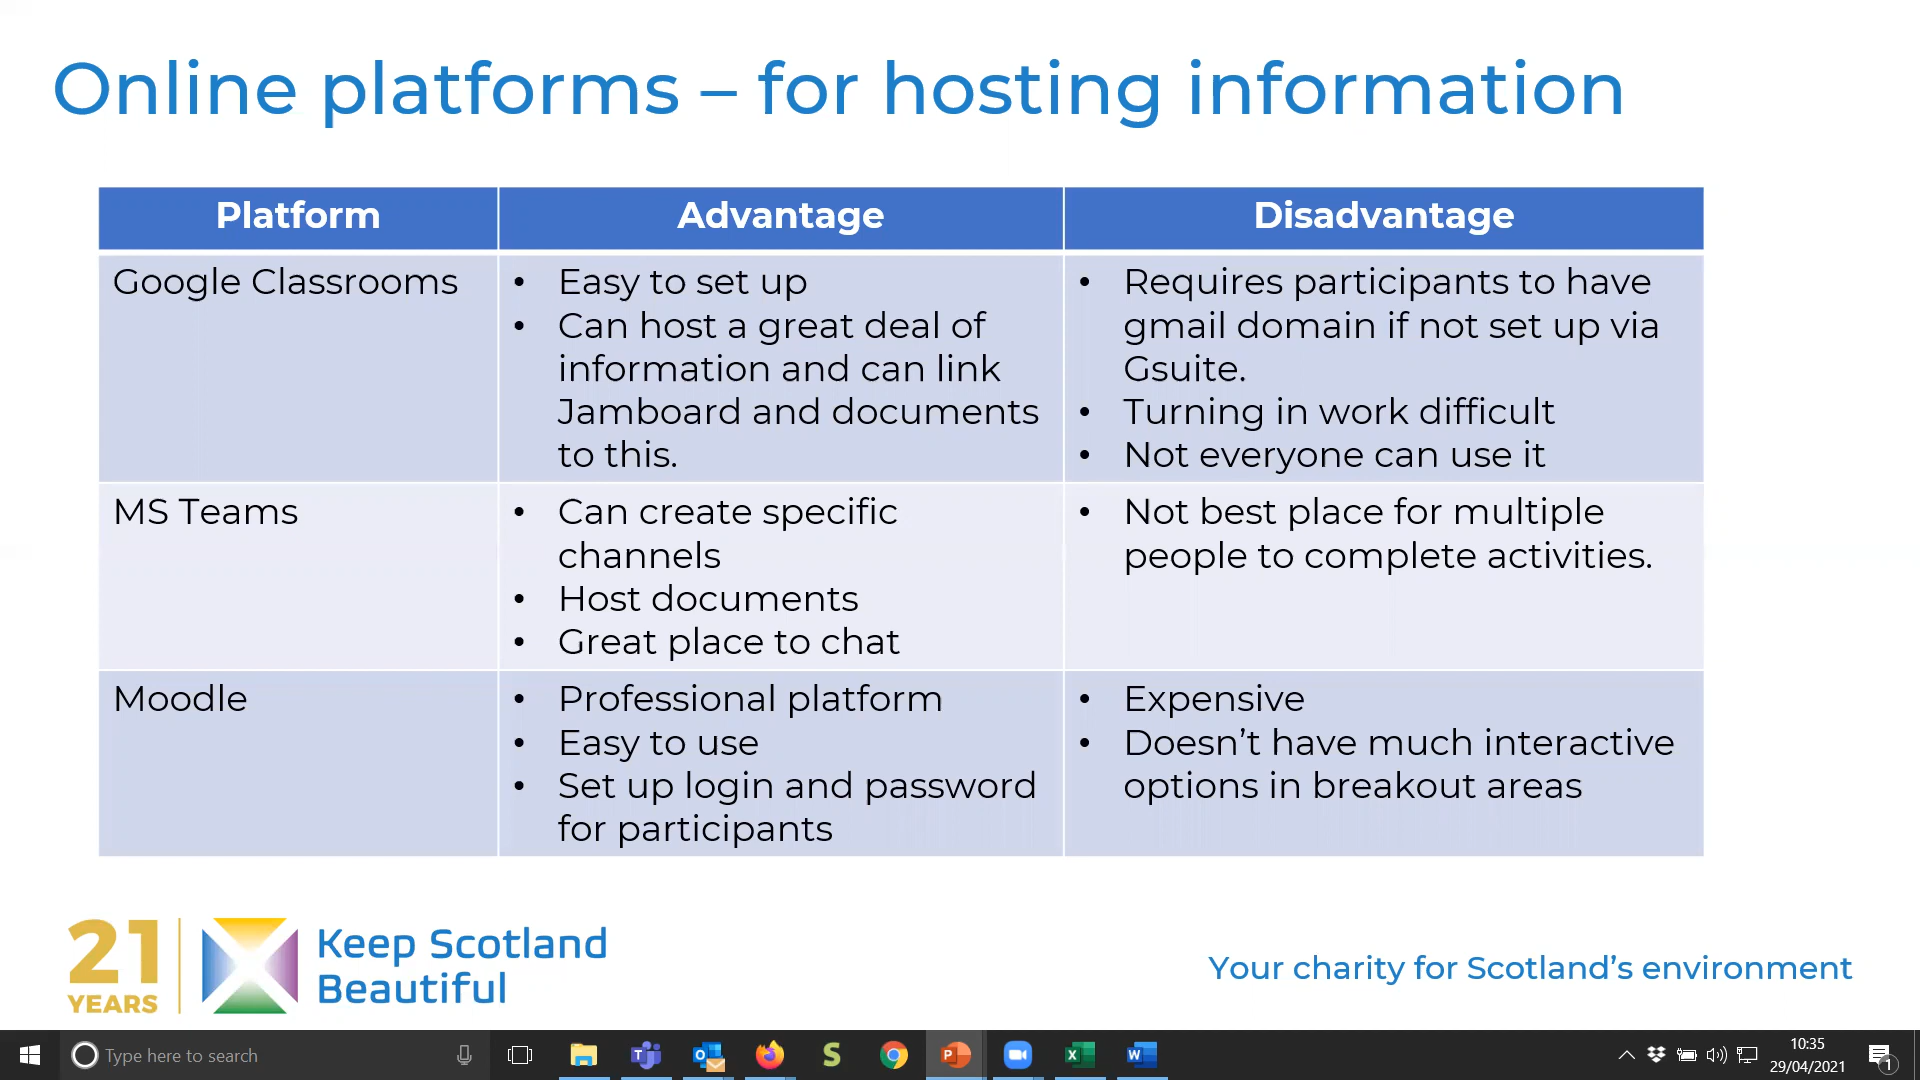 Online platforms – for hosting information
Platform
Advantage
Disadvantage
Google Classrooms
• Easy to set up
• Can host a great deal of
information and can link
Jamboard and documents
to this.
• Requires participants to have
gmail domain if not set up via
Gsuite.
• Turning in work difficult
• Not everyone can use it
MS Teams
• Can create specific
channels
• Host documents
• Great place to chat
• Not best place for multiple
people to complete activities.
Moodle
• Professional platform
• Easy to use
• Set up login and password
for participants
• Expensive
• Doesn’t have much interactive
options in breakout areas
21
YEARS
Keep Scotland
Beautiful
Your charity for Scotland’s environment
Type here to search
10:35
29/04/2021
1